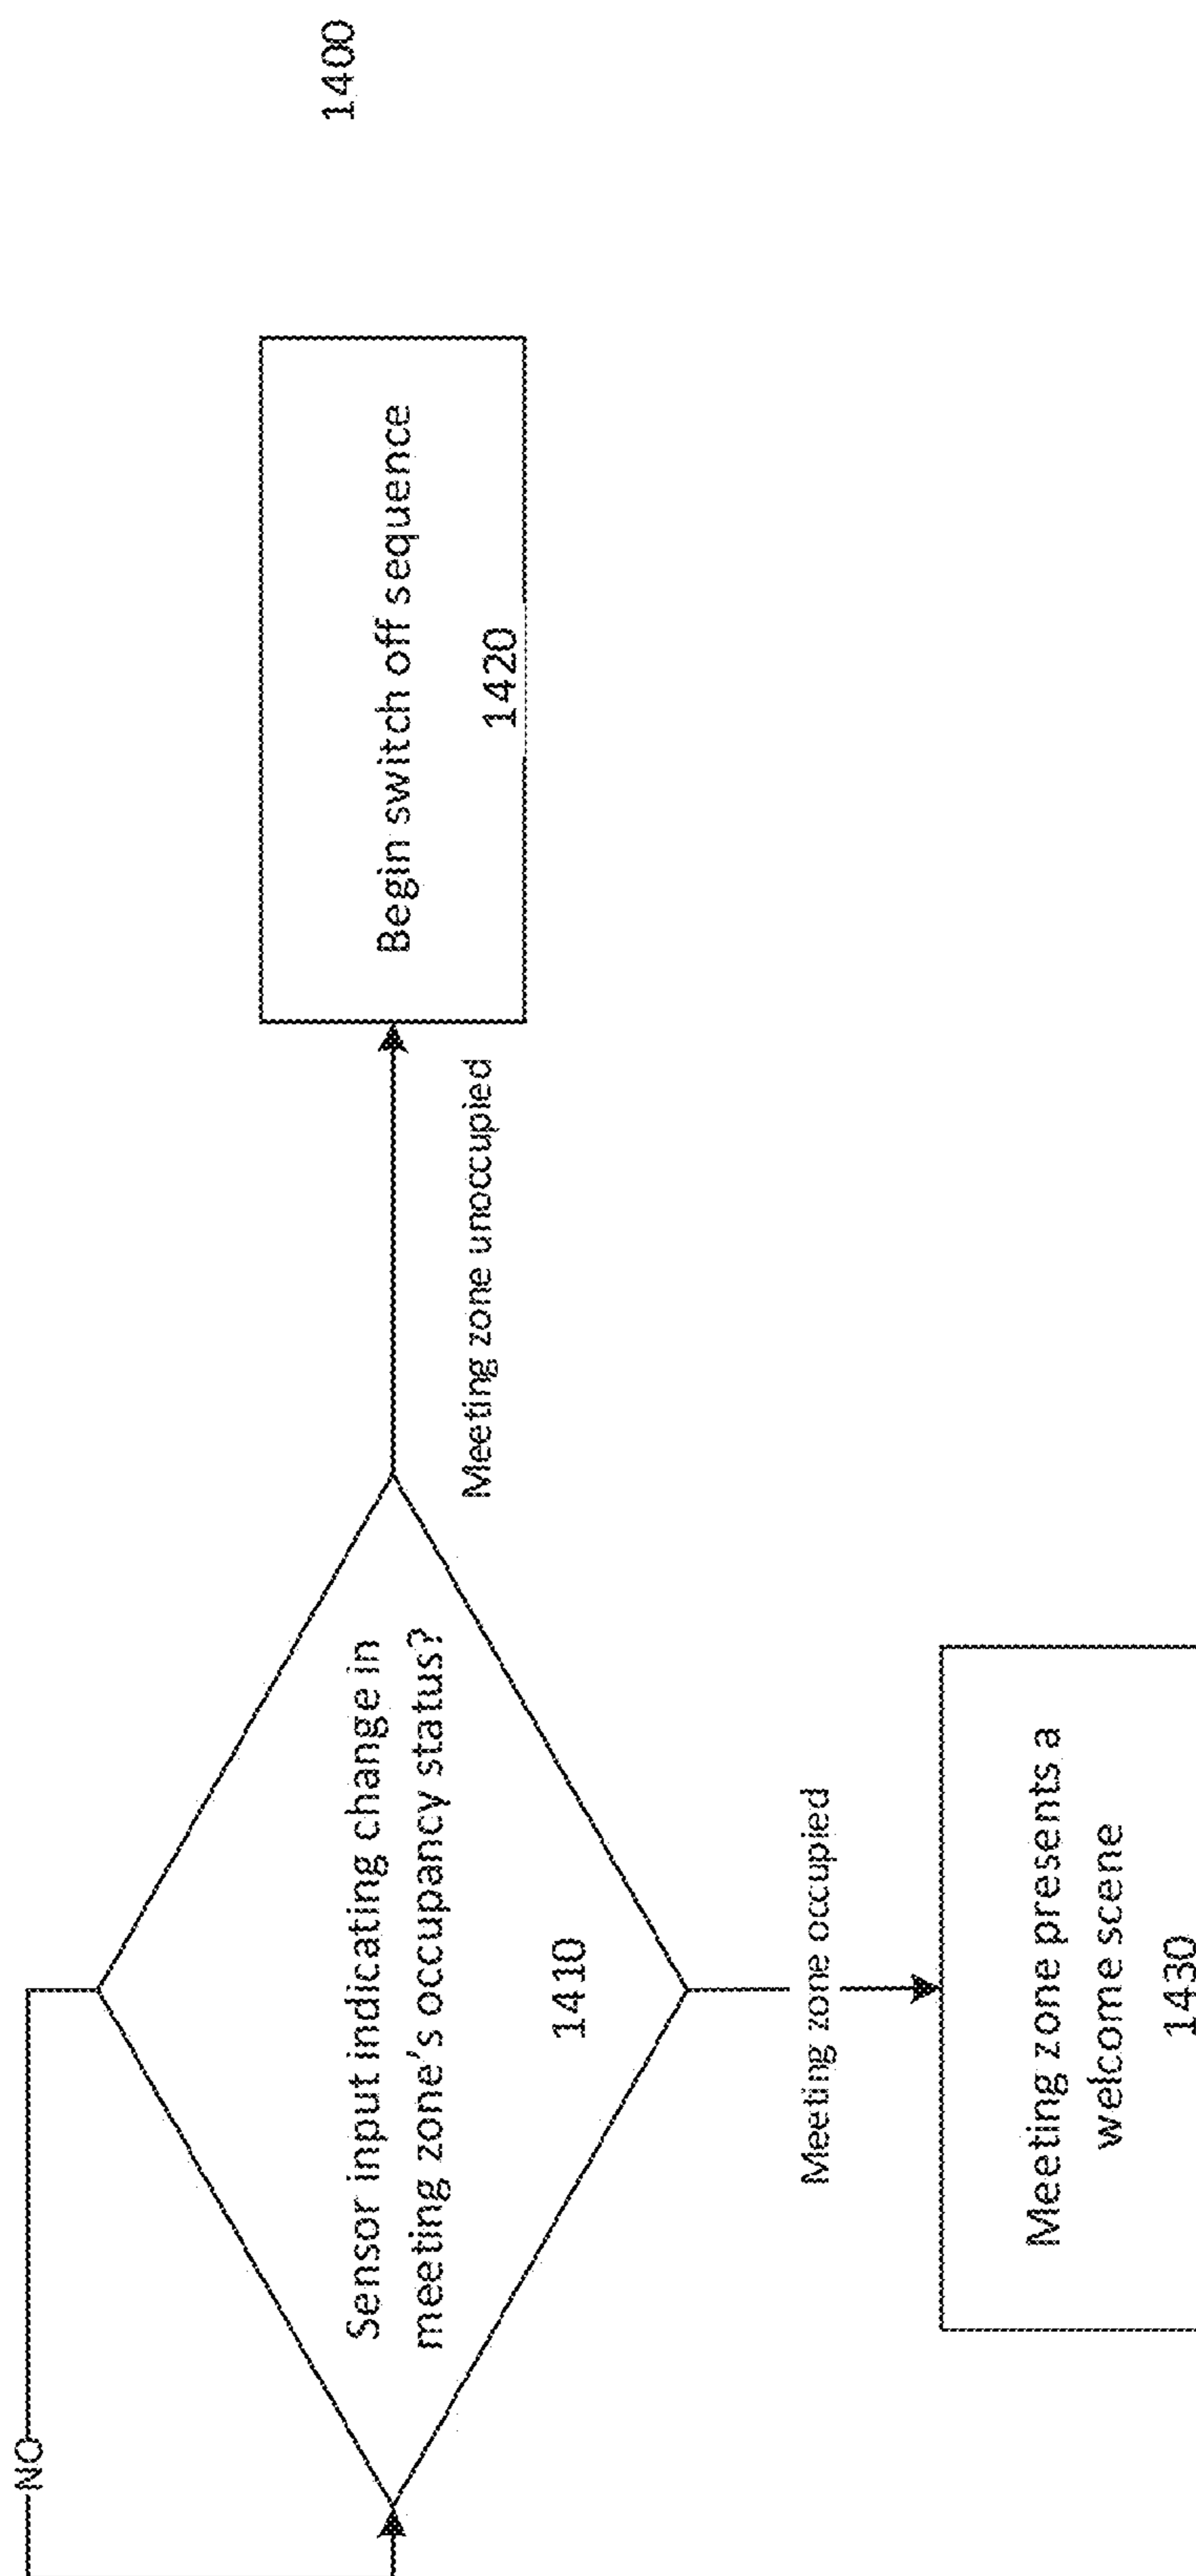 1400
NO
Sensor input indicating change in
meeting zone's occupancy status?
1410
Meeting zone unoccupied
Begin switch off sequence
1420
Meeting zone occupied
Meeting zone presents a
welcome scene
1430